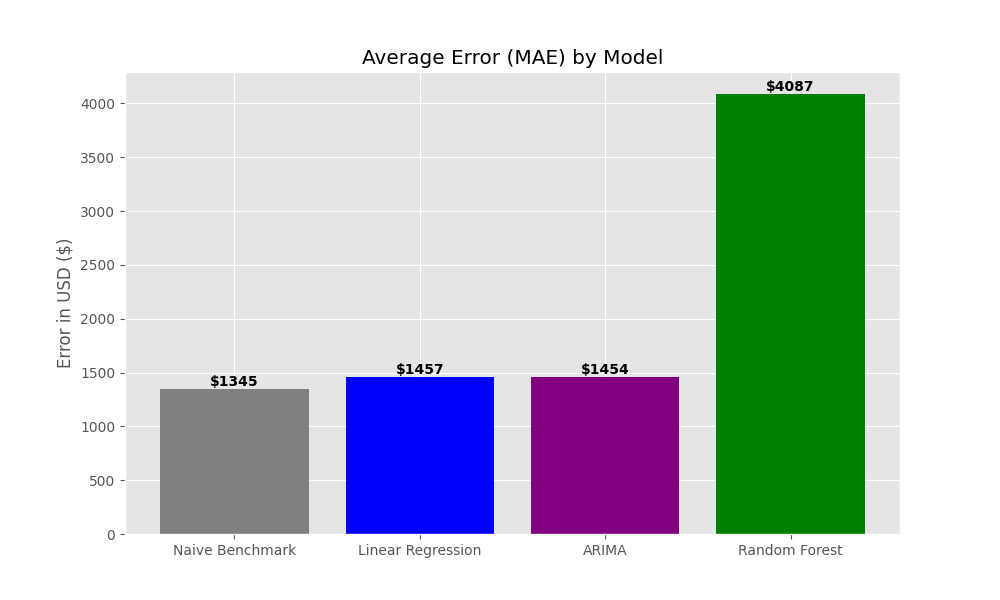 Average Error (MAE) by Model
Error in USD ($)
4000
3500
3000
2500
2000
1500
1000
500
0
$1345
$1457
$1454
$4087
Naive Benchmark
Linear Regression
ARIMA
Random Forest